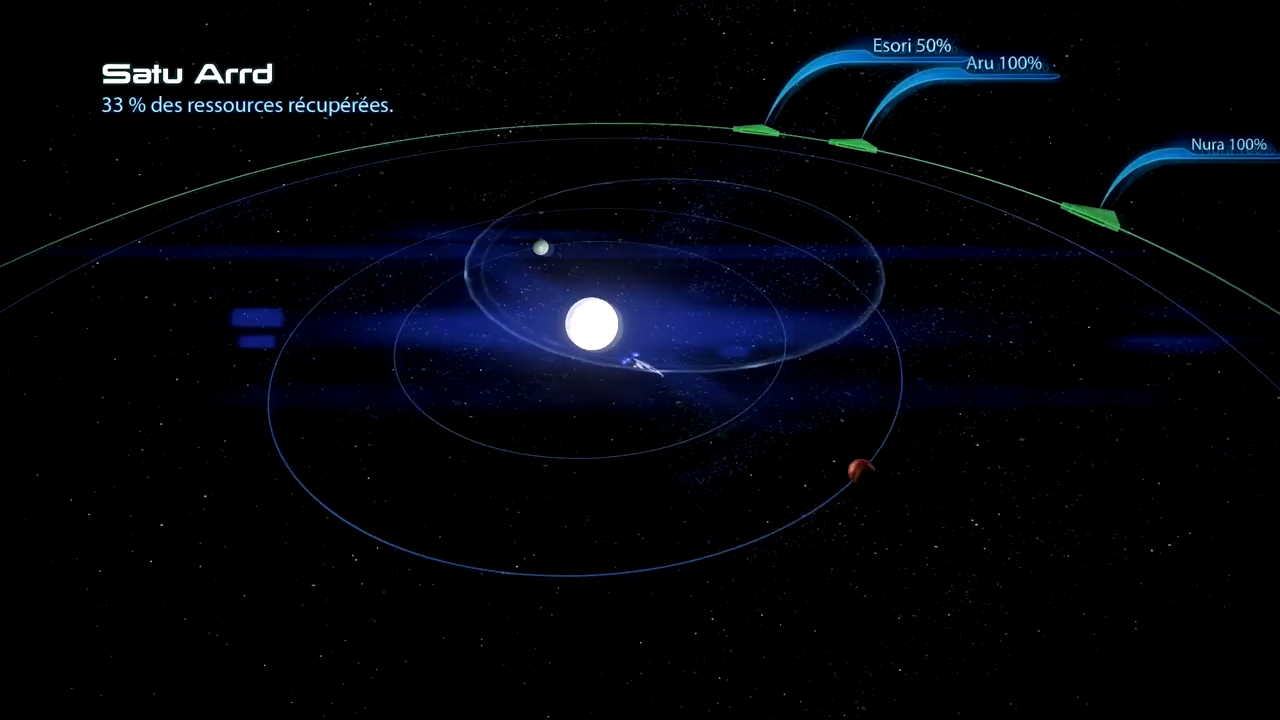 Satu Arrd
33 % des ressources récupérées.
Esori 50%
Aru 100%
Nura 100%